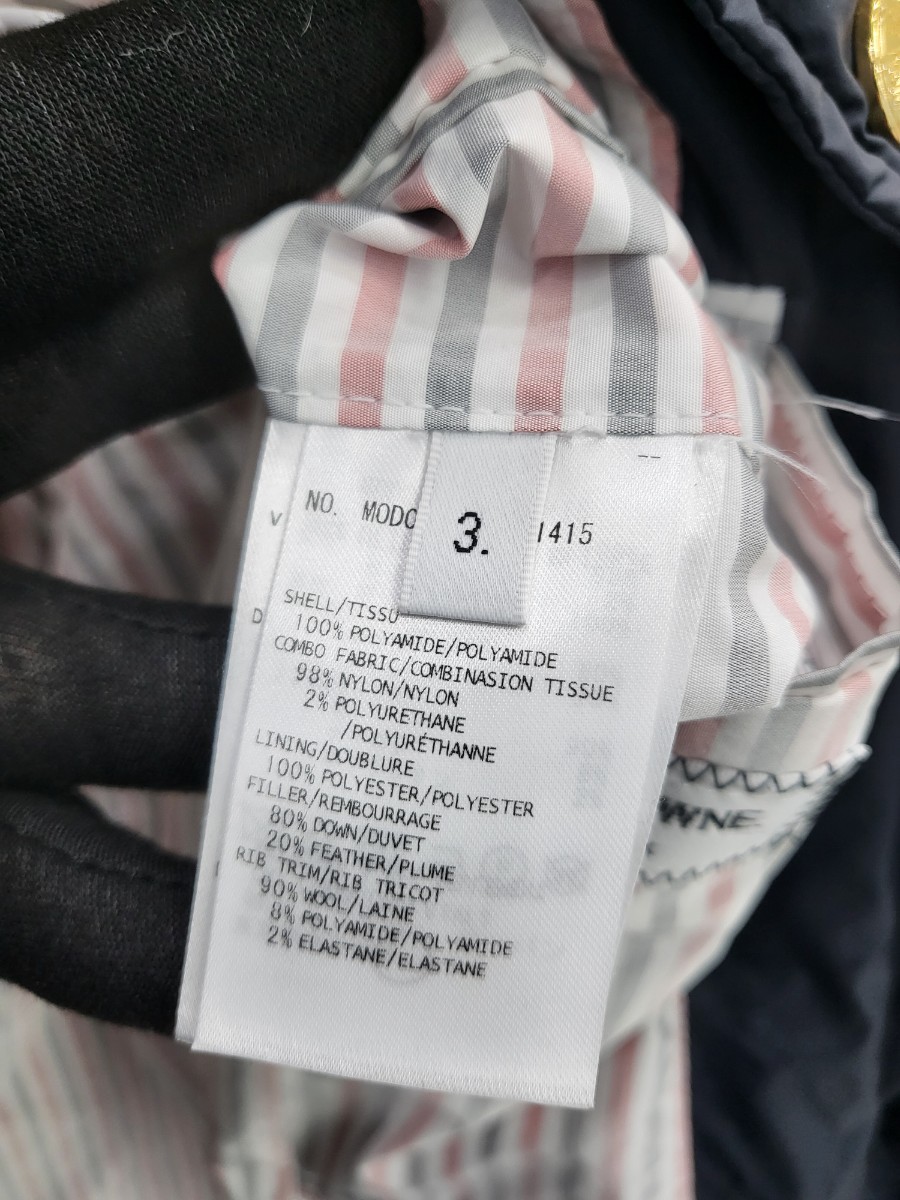 NO. MODC
3.
1415
V
D
SHELL/TISSU
100% POLYAMIDE/POLYAMIDE
COMBO FABRIC/COMBINASION TISSUE
98% NYLON/NYLON
2% POLYURETHANE
/POLYURÉTHANNE
LINING/DOUBLURE
100% POLYESTER/POLYESTER
FILLER/REMBOURRAGE
80% DOWN/DUVET
20% FEATHER/PLUME
RIB TRIM/RIB TRICOT
90% WOOL/LAINE
8% POLYAMIDE/POLYAMIDE
2% ELASTANE/ELASTANE
WNE